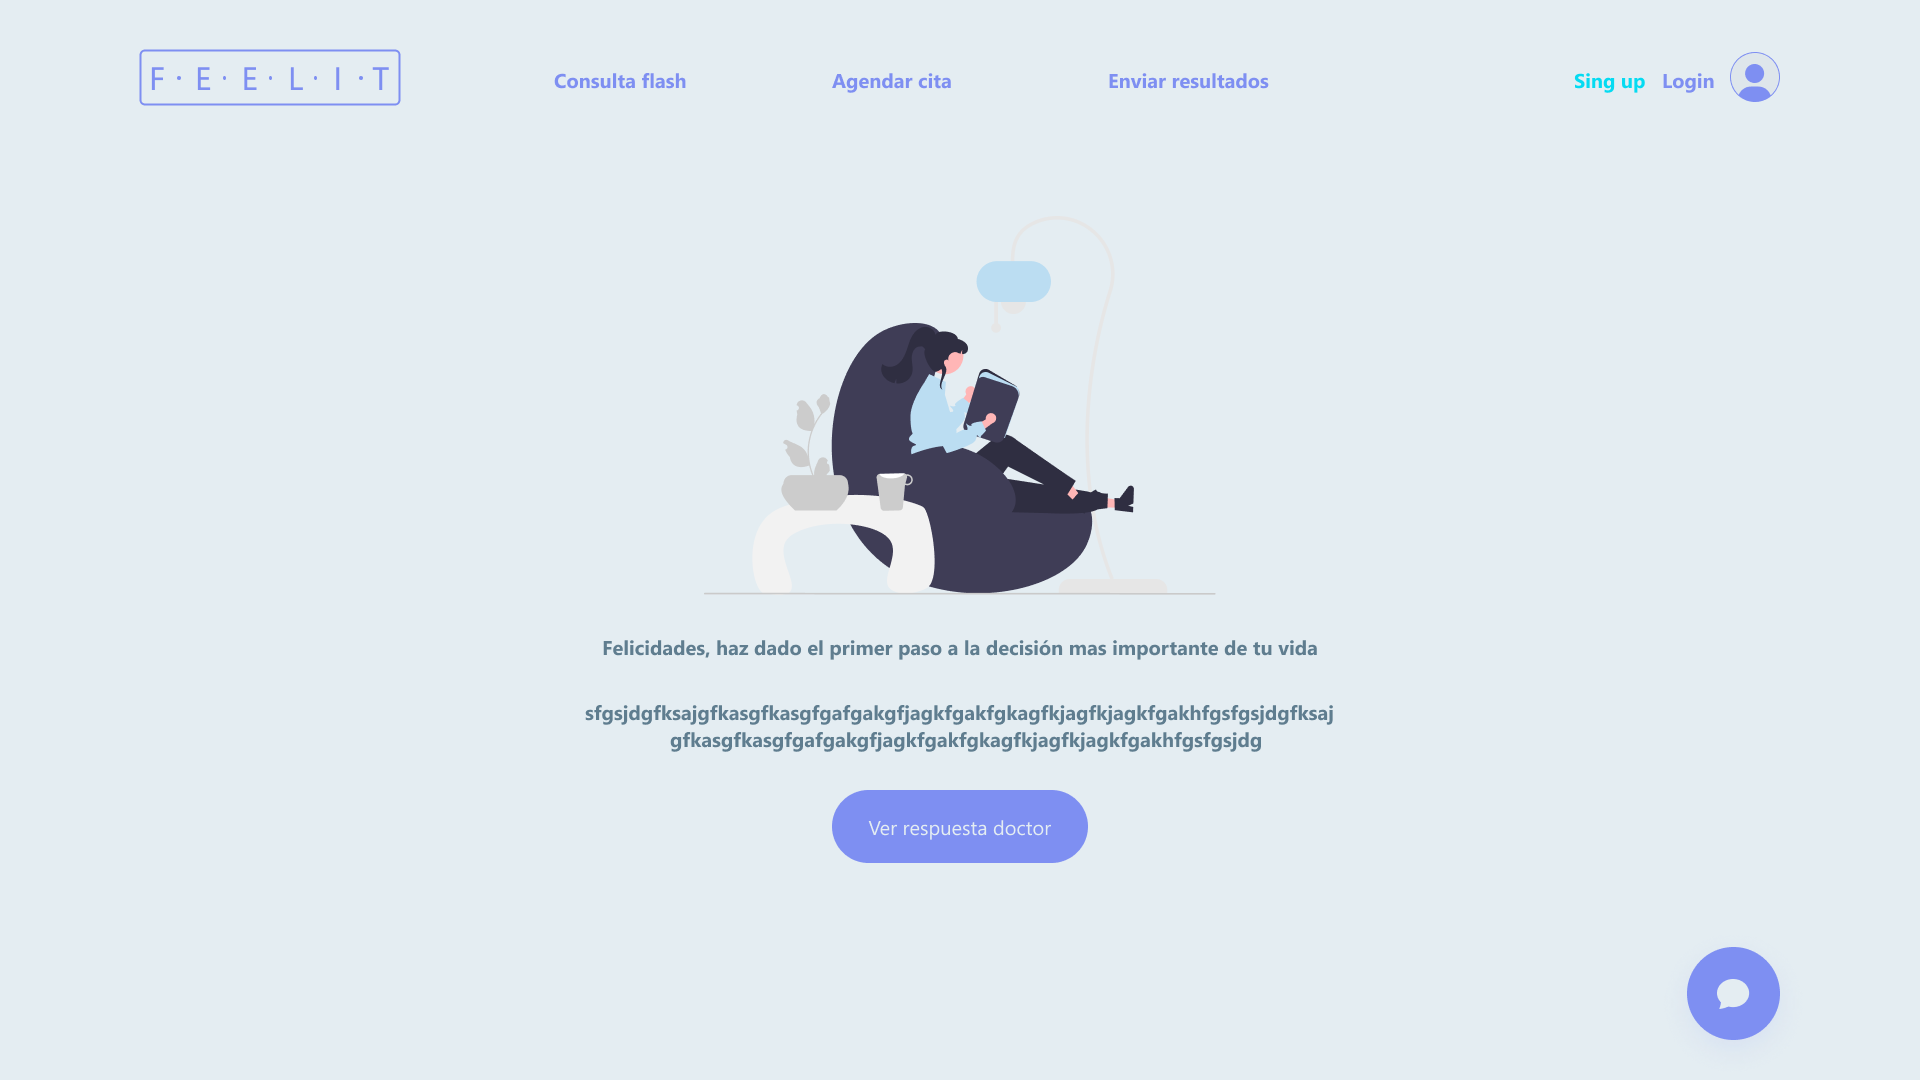 F·E·E·L·I·T
Consulta flash
Agendar cita
Enviar resultados
Sing up
Login
Felicidades, haz dado el primer paso a la decisión mas importante de tu vida
sfgsjdgfksajgfkasgfkasgfgafgakgfjagkfgakfgkagfkjagfkjagkfgakhfgsfgsjdgfksaj
gfkasgfkasgfgafgakgfjagkfgakfgkagfkjagfkjagkfgakhfgsfgsjdg
Ver respuesta doctor